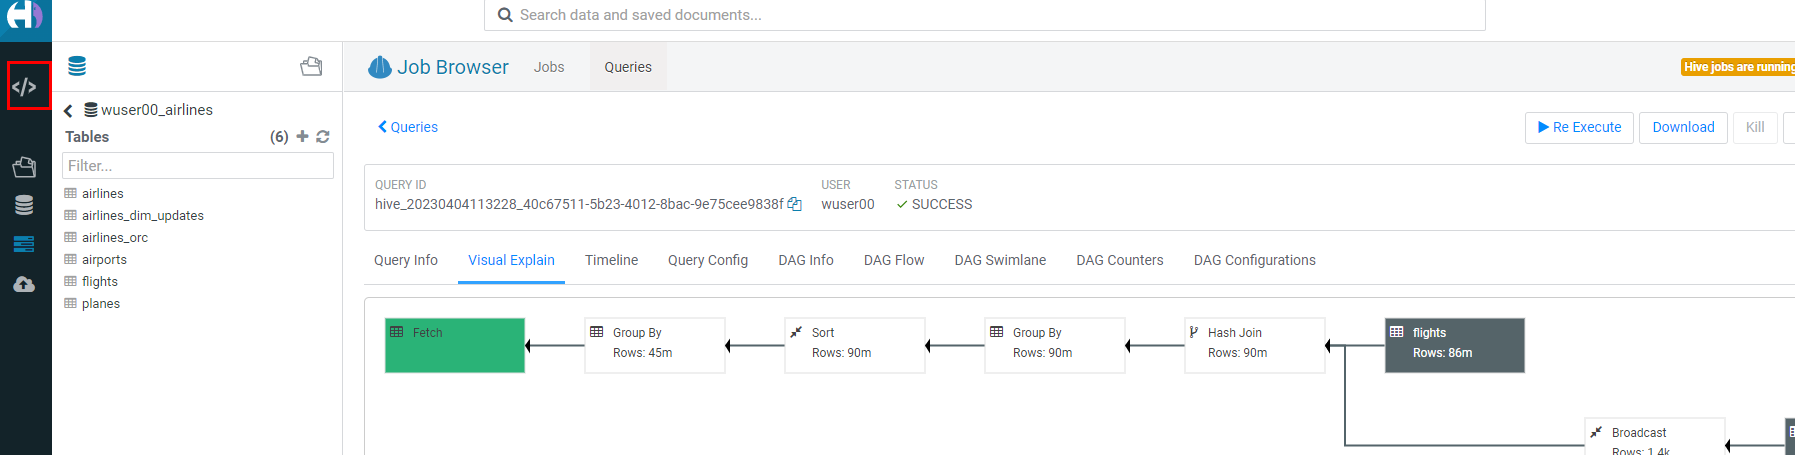 Search data and saved documents...
Job Browser
Jobs
Queries
Hive jobs are running
wuser00_airlines
Tables
(6)
Filter...
airlines
airlines_dim_updates
airlines_orc
airports
flights
planes
Queries
Re Execute
Download
Kill
QUERY ID
USER
STATUS
hive_20230404113228_40c67511-5b23-4012-8bac-9e75cee9838f
wuser00
SUCCESS
Query Info
Visual Explain
Timeline
Query Config
DAG Info
DAG Flow
DAG Swimlane
DAG Counters
DAG Configurations
Fetch
Group By
Rows: 45m
Sort
Rows: 90m
Group By
Rows: 90m
Hash Join
Rows: 90m
flights
Rows: 86m
Broadcast
Rows: 1.4k